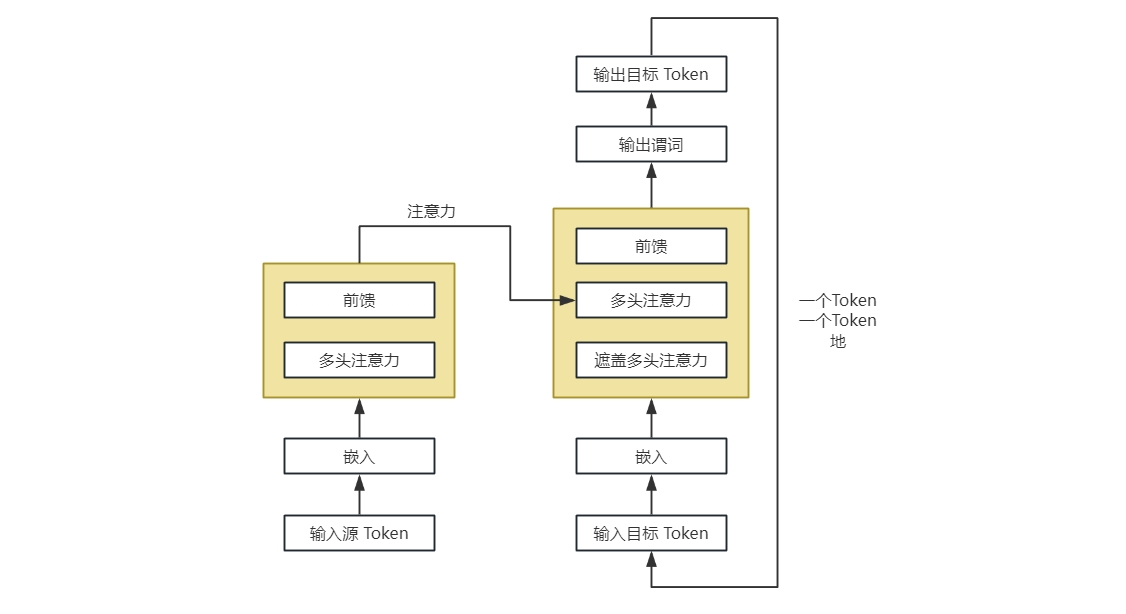 输出目标 Token
输出谓词
注意力
前馈
多头注意力
遮盖多头注意力
前馈
多头注意力
一个Token
一个Token
地
嵌入
嵌入
输入源 Token
输入目标 Token